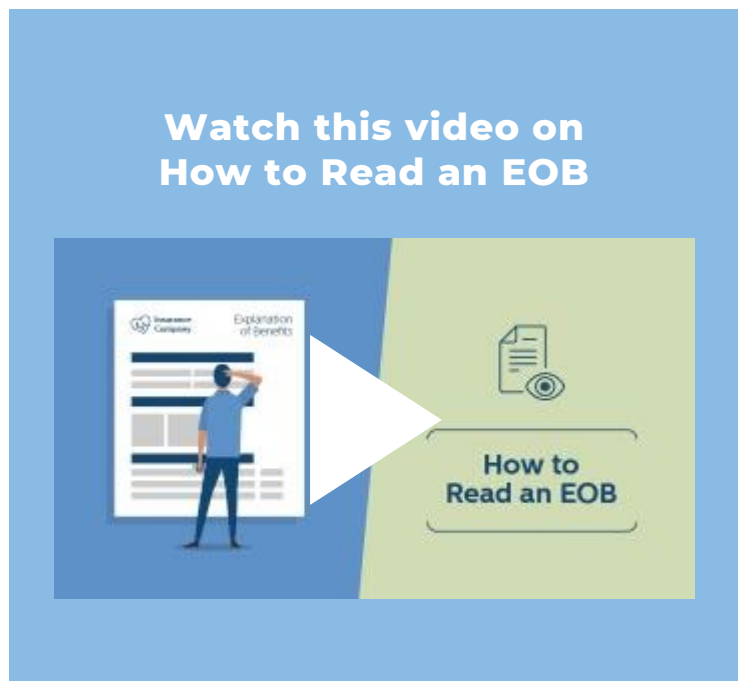 Watch this video on
How to Read an EOB
Insurance
Company
Explanation
of Benefits
How to
Read an EOB